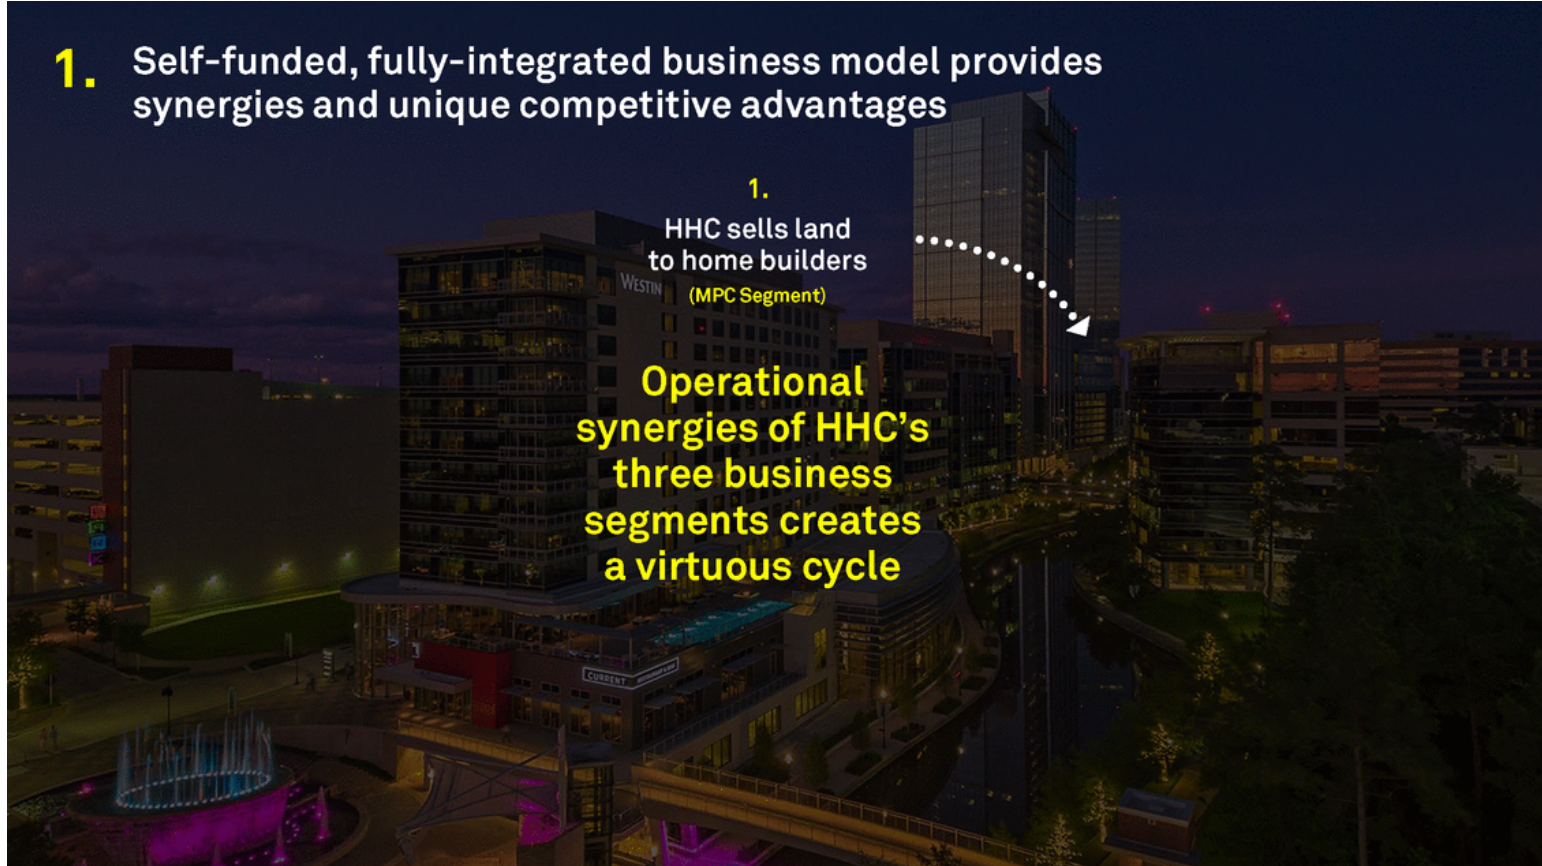 1.
Self-funded, fully-integrated business model provides
synergies and unique competitive advantages
1.
HHC sells land
to home builders
(MPC Segment)
WESTIN
Operational
synergies of HHC's
three business
segments creates
a virtuous cycle
CURRENT